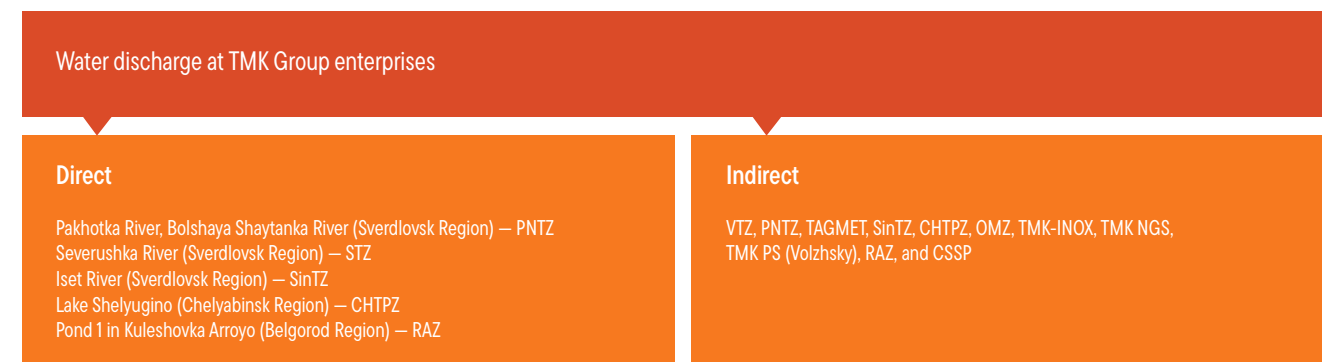 Water discharge at TMK Group enterprises
Direct
Pakhotka River, Bolshaya Shaytanka River (Sverdlovsk Region) — PNTZ
Severushka River (Sverdlovsk Region) — STZ
Iset River (Sverdlovsk Region) — SinTZ
Lake Shelyugino (Chelyabinsk Region) — CHTPZ
Pond 1 in Kuleshovka Arroyo (Belgorod Region) — RAZ
Indirect
VTZ, PNTZ, TAGMET, SinTZ, CHTPZ, OMZ, TMK-INOX, TMK NGS,
TMK PS (Volzhsky), RAZ, and CSSP